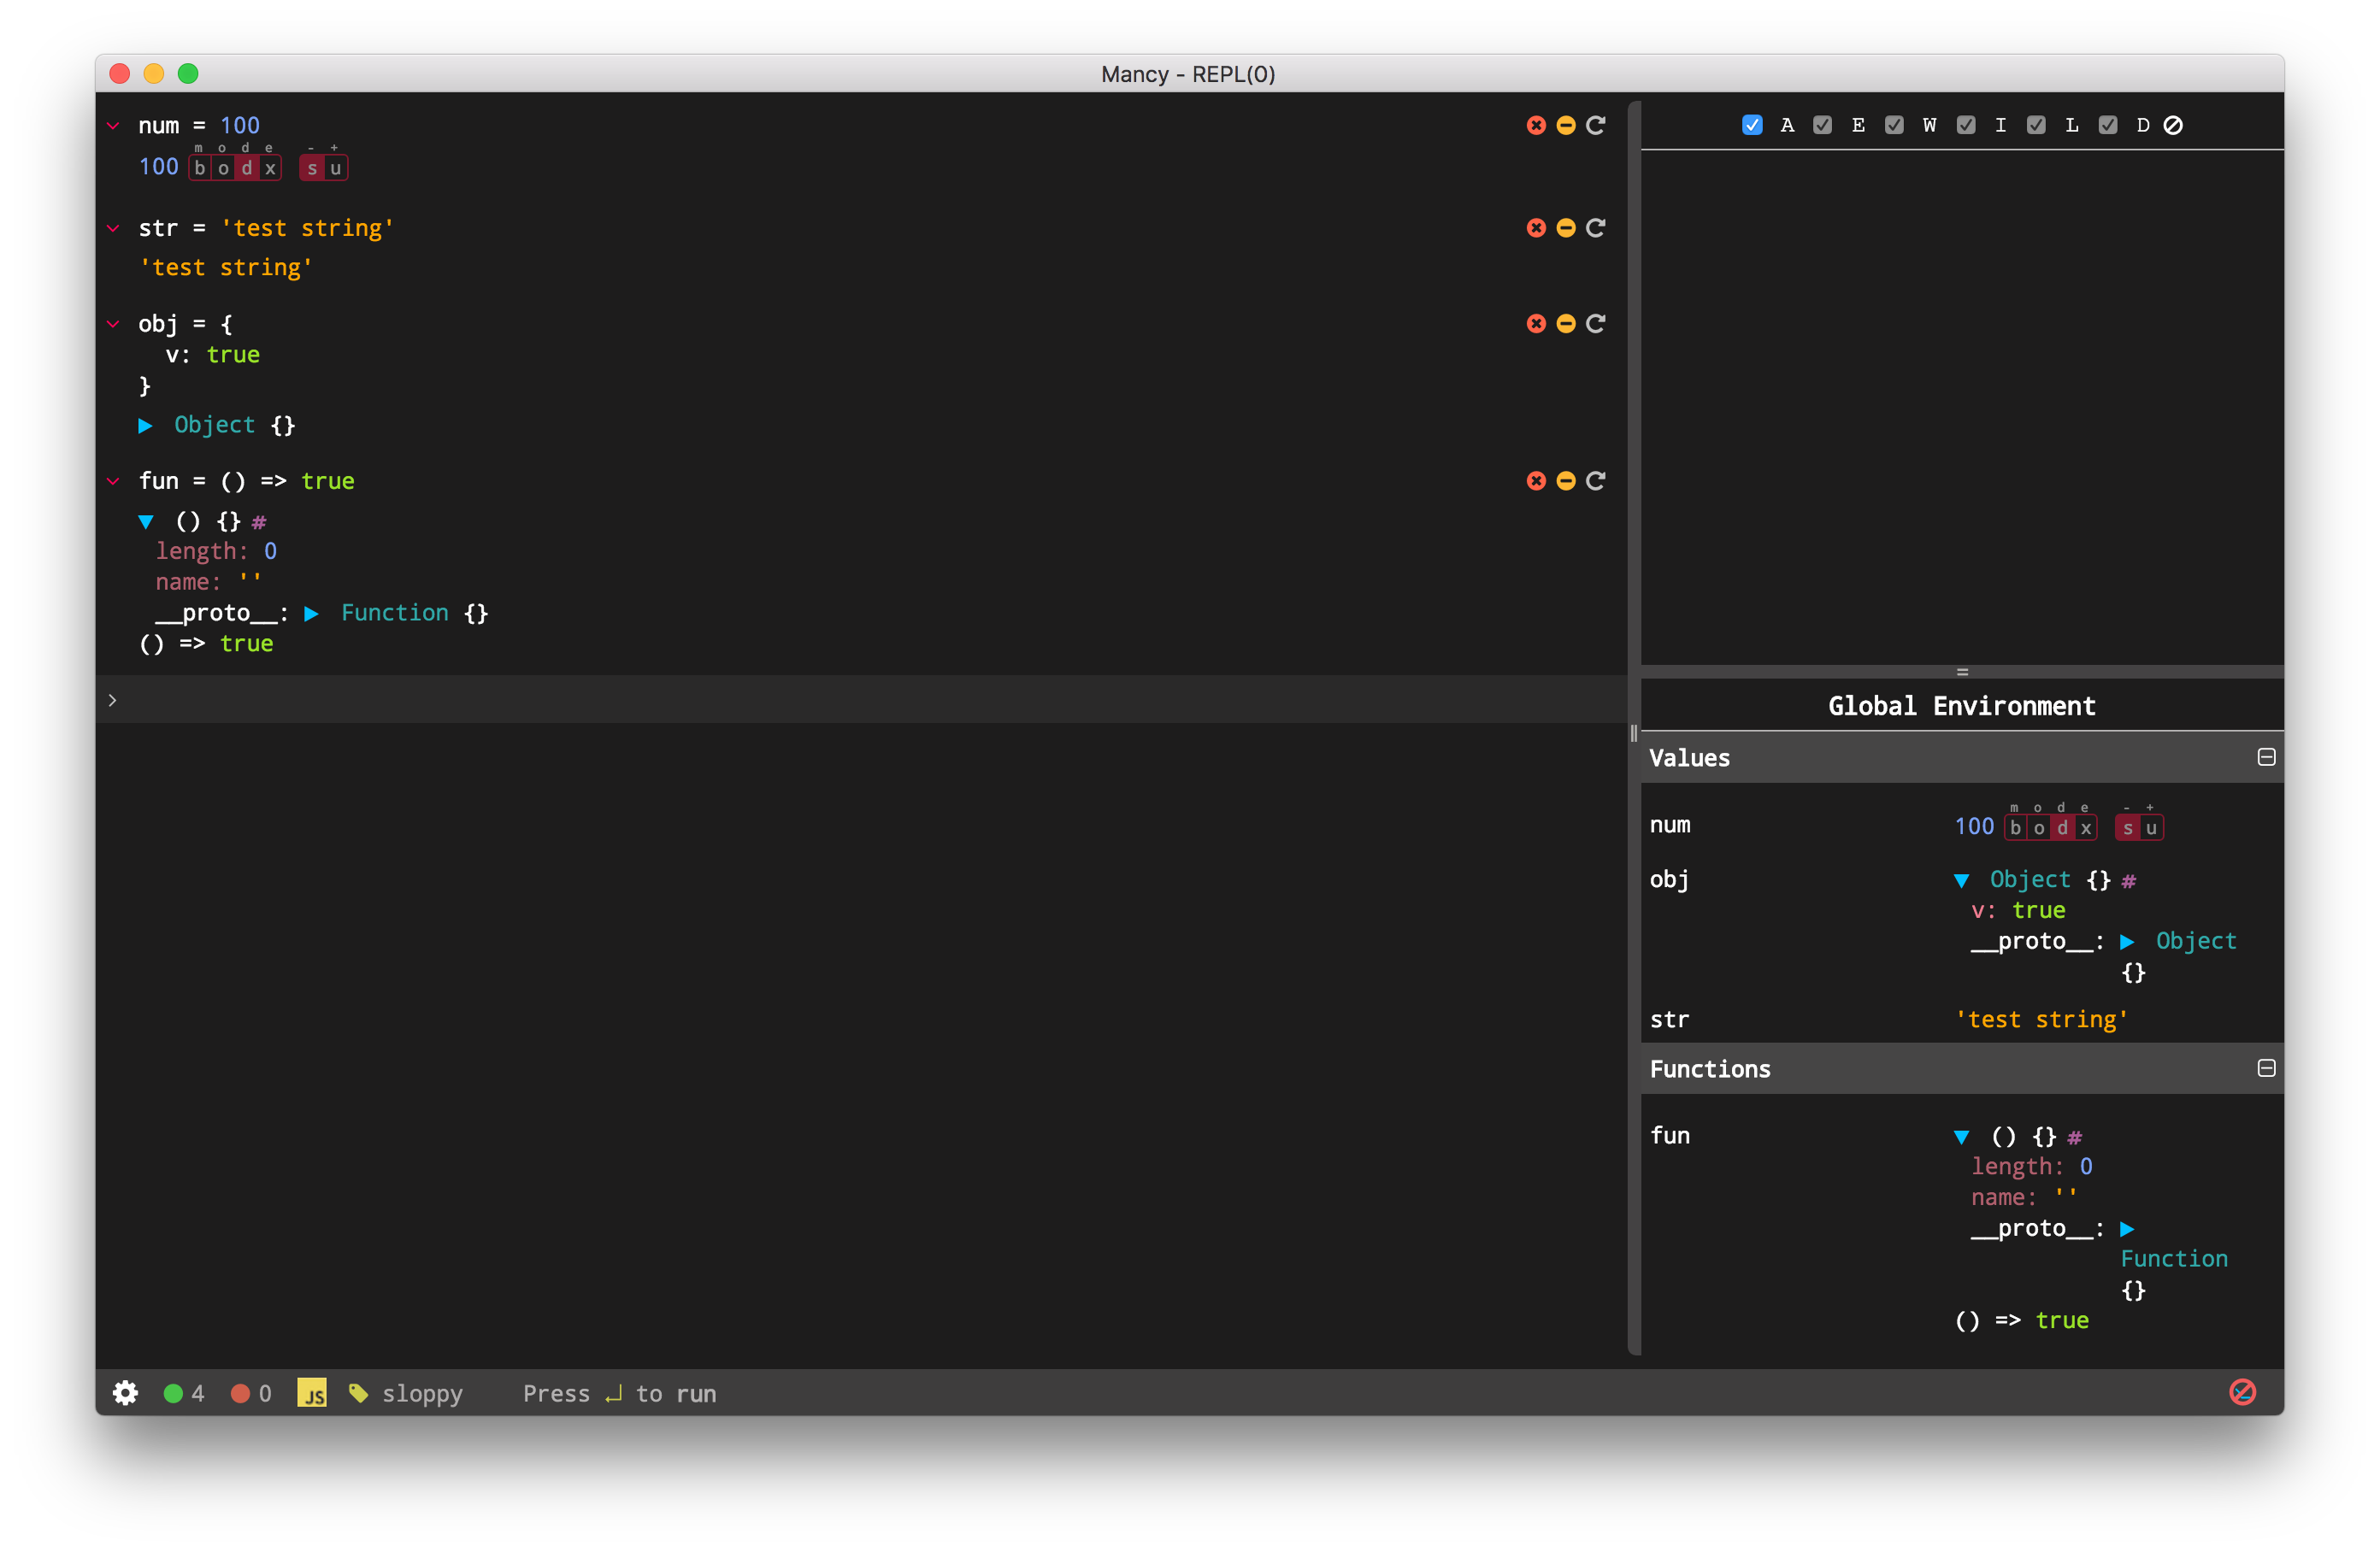 Mancy - REPL(0)
num = 100
m o d e - +
100 b o d x s u
str = 'test string'
'test string'
obj = {
v: true
}
Object {}
fun = () => true
() {} #
length: 0
name: ''
__proto__: Function {}
() => true
>
A E W I L D
=
Global Environment
Values
num
m o d e - +
100 b o d x s u
obj
Object {} #
v: true
__proto__: Object
{}
str
'test string'
Functions
fun
() {} #
length: 0
name: ''
__proto__:
Function
{}
() => true
4 0 JS sloppy Press ↵ to run